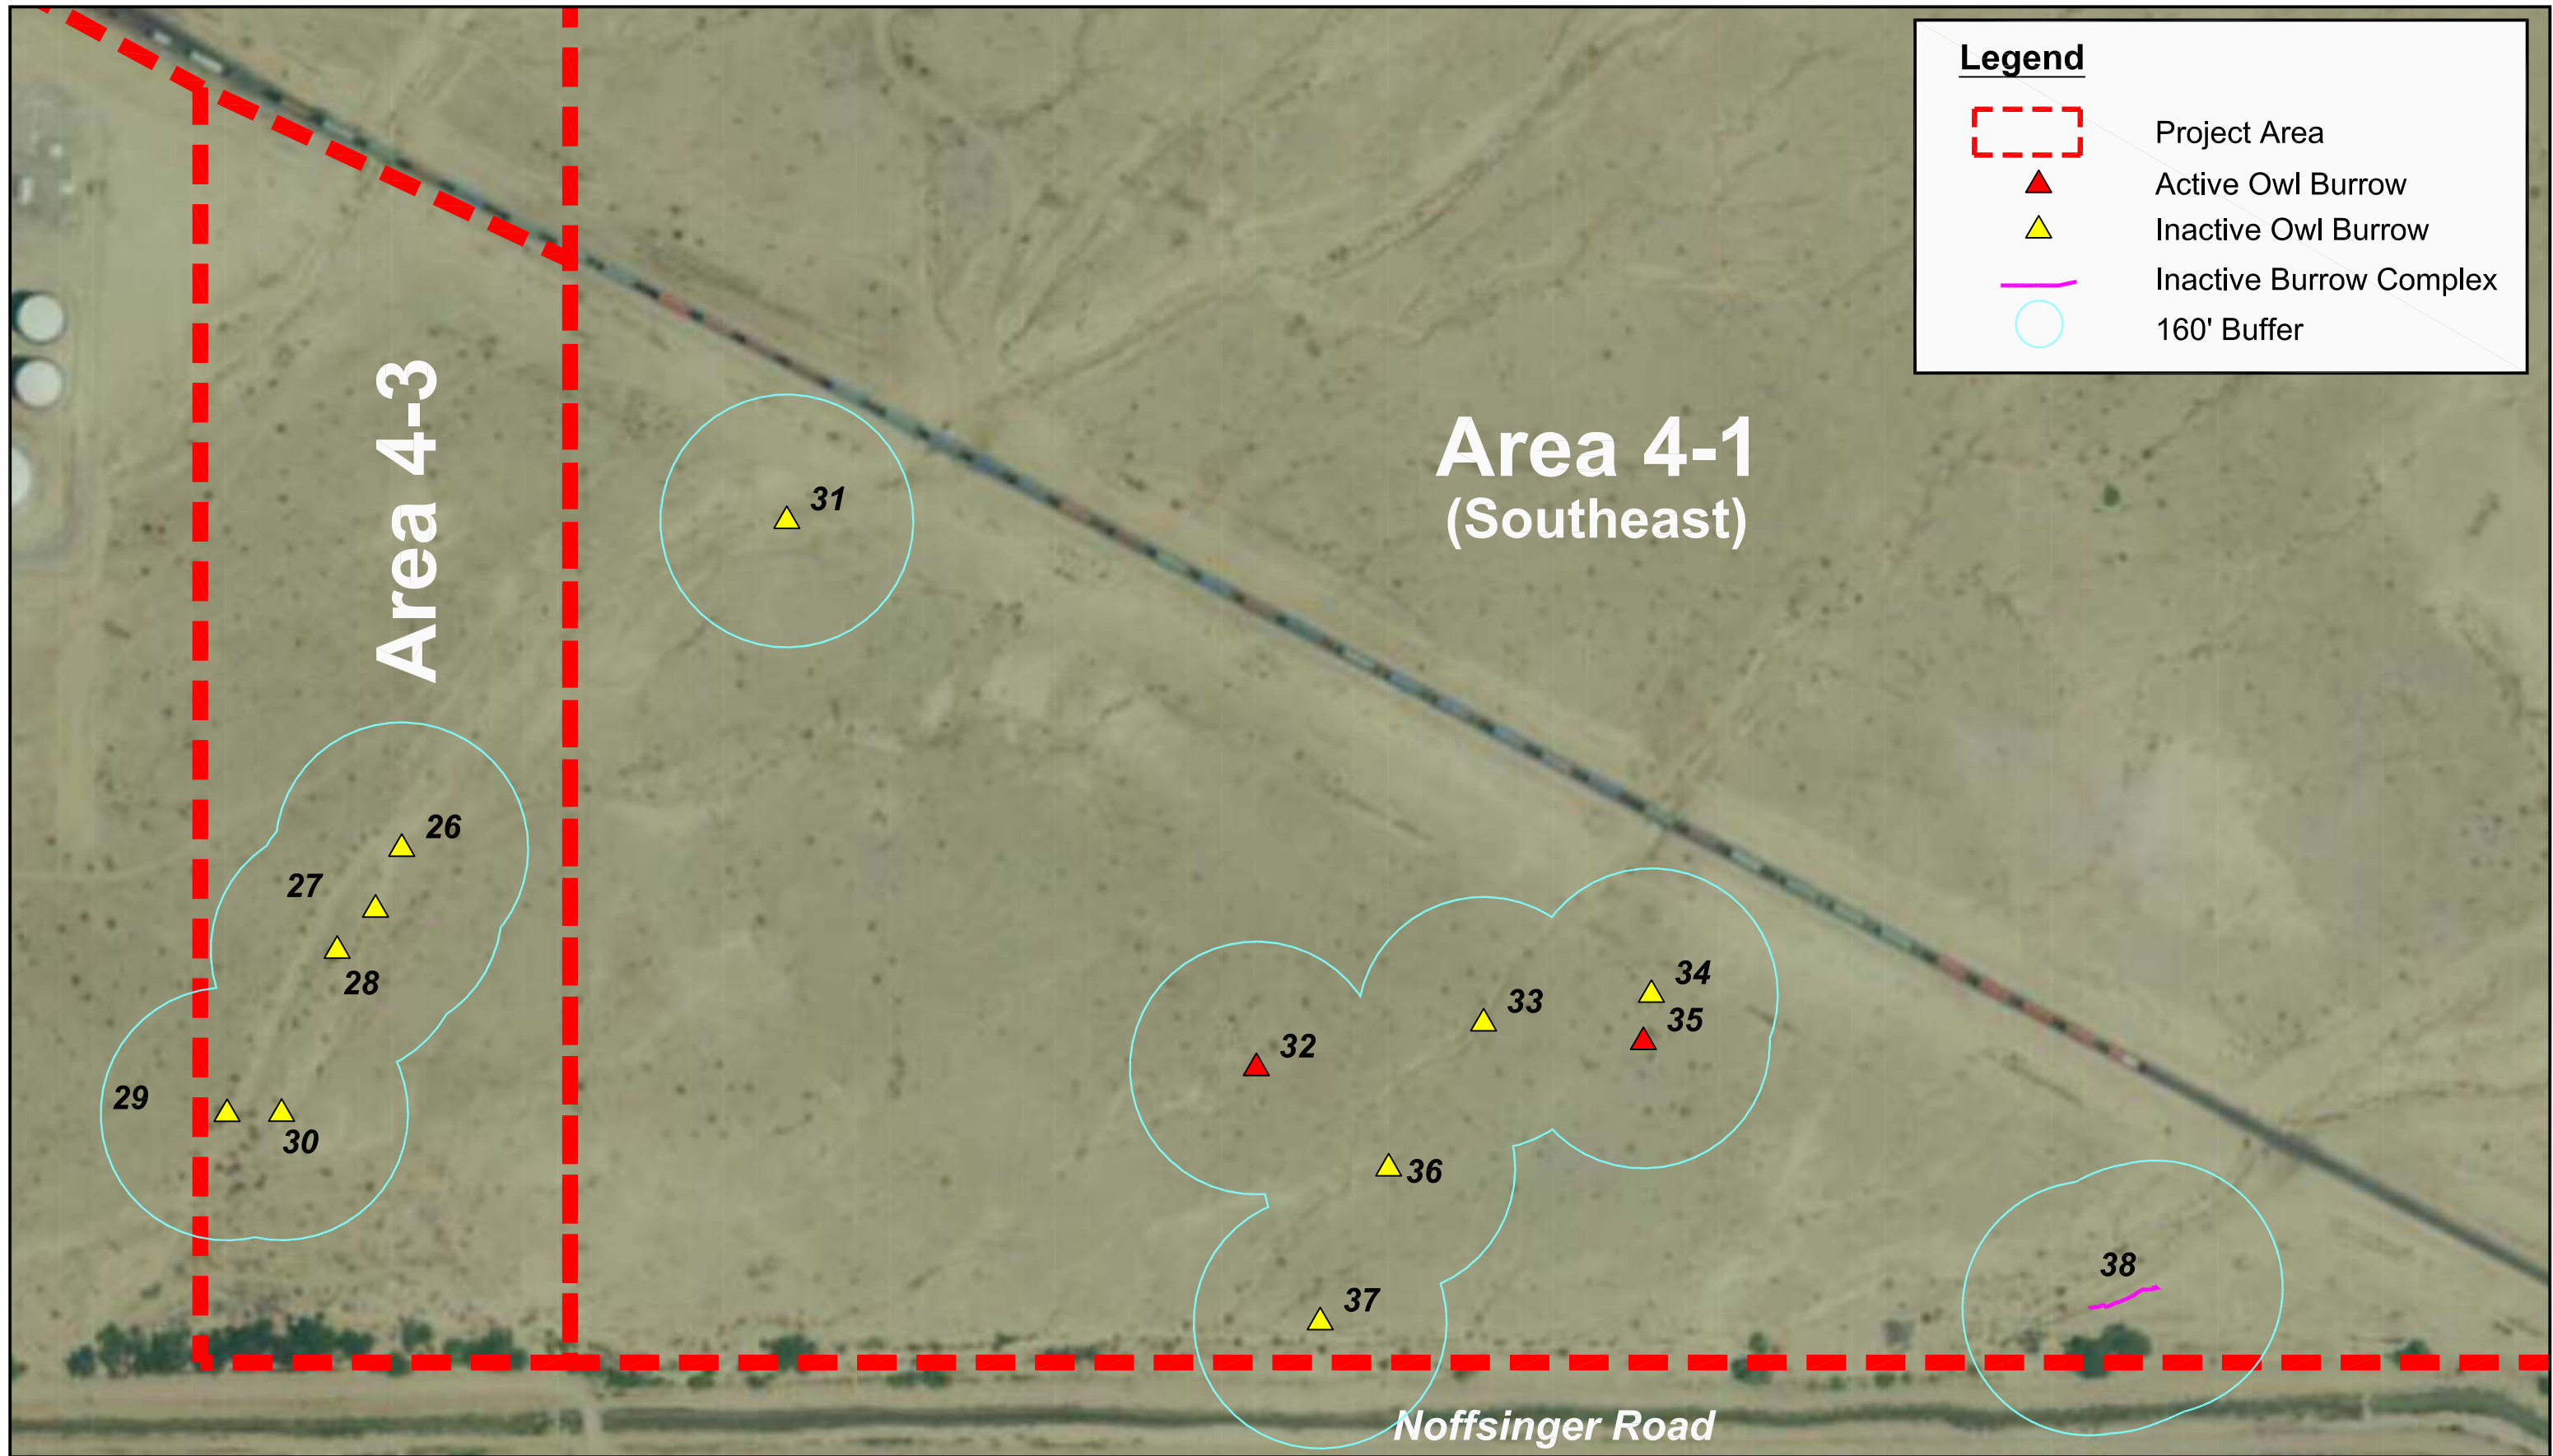 Legend
Project Area
Active Owl Burrow
Inactive Owl Burrow
Inactive Burrow Complex
160' Buffer
Area 4-3
Area 4-1
(Southeast)
31
26
27
28
29
30
32
33
34
35
36
37
38
Noffsinger Road